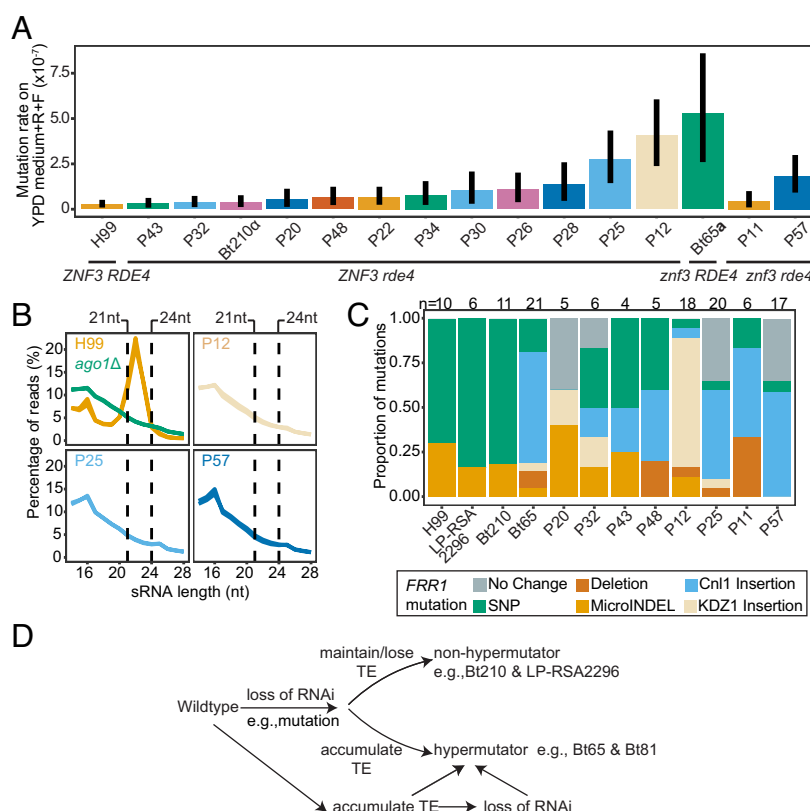 A
Mutation rate on
YPD medium+R+F (x10⁻⁷)
7.5
5.0
2.5
0
H99 P43 P32 Bt210α P20 P48 P22 P34 P30 P26 P28 P25 P12 Bt65a P11 P57
ZNF3 RDE4 ZNF3 rde4 znf3 RDE4 znf3 rde4
B
21nt 24nt 21nt 24nt
H99
ago1Δ
P12
P25
P57
Percentage of reads (%)
20
15
10
5
0
20
15
10
5
0
16 20 24 28 16 20 24 28
sRNA length (nt)
C
n=10 6 11 21 5 6 4 5 18 20 6 17
Proportion of mutations
1.00
0.75
0.50
0.25
0.00
H99 LP-RSA 2296 Bt210 Bt65 P20 P32 P43 P48 P12 P25 P11 P57
FRR1 mutation
No Change Deletion Cnl1 Insertion
SNP MicroINDEL KDZ1 Insertion
D
maintain/lose TE
non-hypermutator
e.g.,Bt210 & LP-RSA2296
Wildtype
loss of RNAi
e.g.,mutation
accumulate TE
hypermutator e.g., Bt65 & Bt81
accumulate TE loss of RNAi